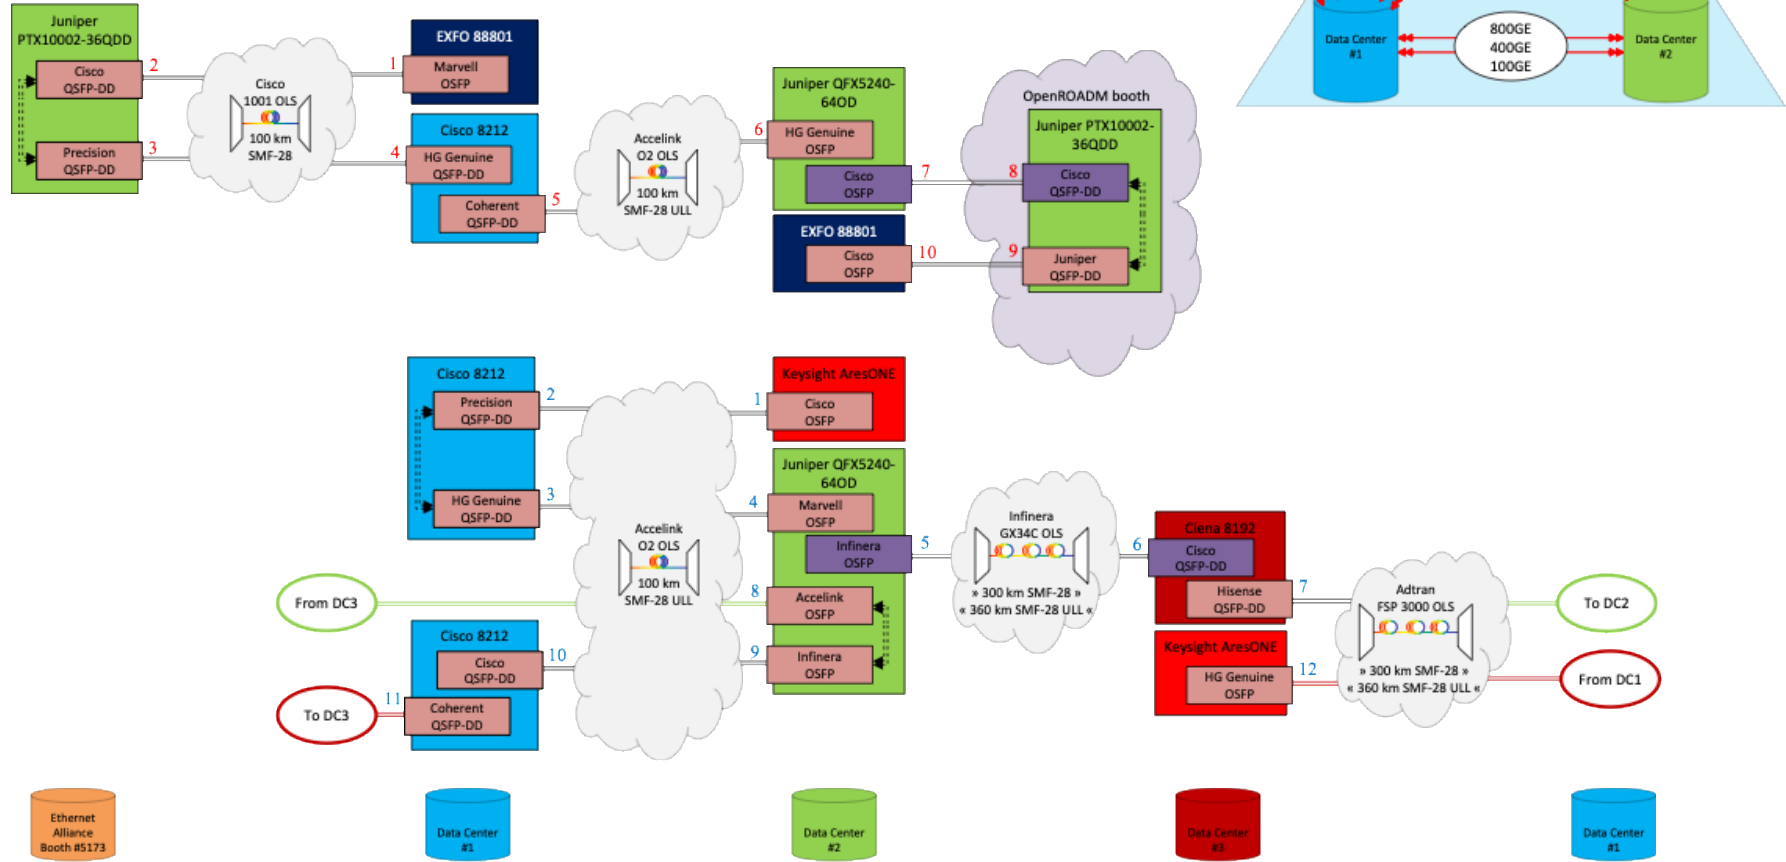 Juniper
PTX10002-36QDD
Cisco
QSFP-DD
2
Precision
QSFP-DD
3
Cisco
1001 OLS
100 km
SMF-28
EXFO 88801
1
Marvell
OSFP
Cisco 8212
4
HG Genuine
QSFP-DD
Coherent
QSFP-DD
5
Accelink
O2 OLS
100 km
SMF-28 ULL
Juniper QFX5240-
64OD
6
HG Genuine
OSFP
Cisco
OSFP
7
EXFO 88801
Cisco
OSFP
10
OpenROADM booth
Juniper PTX10002-
36QDD
8
Cisco
QSFP-DD
9
Juniper
QSFP-DD
Data Center
#1
800GE
400GE
100GE
Data Center
#2
Cisco 8212
Precision
QSFP-DD
2
HG Genuine
QSFP-DD
3
Accelink
O2 OLS
100 km
SMF-28 ULL
Keysight AresONE
1
Cisco
OSFP
Juniper QFX5240-
64OD
4
Marvell
OSFP
Infinera
OSFP
5
8
Accelink
OSFP
9
Infinera
OSFP
From DC3
Cisco 8212
Cisco
QSFP-DD
10
To DC3
11
Coherent
QSFP-DD
Infinera
GX34C OLS
» 300 km SMF-28 »
« 360 km SMF-28 ULL «
Ciena 8192
6
Cisco
QSFP-DD
Hisense
QSFP-DD
7
Keysight AresONE
HG Genuine
OSFP
12
Adtran
FSP 3000 OLS
» 300 km SMF-28 »
« 360 km SMF-28 ULL «
To DC2
From DC1
Ethernet
Alliance
Booth #5173
Data Center
#1
Data Center
#2
Data Center
#3
Data Center
#1